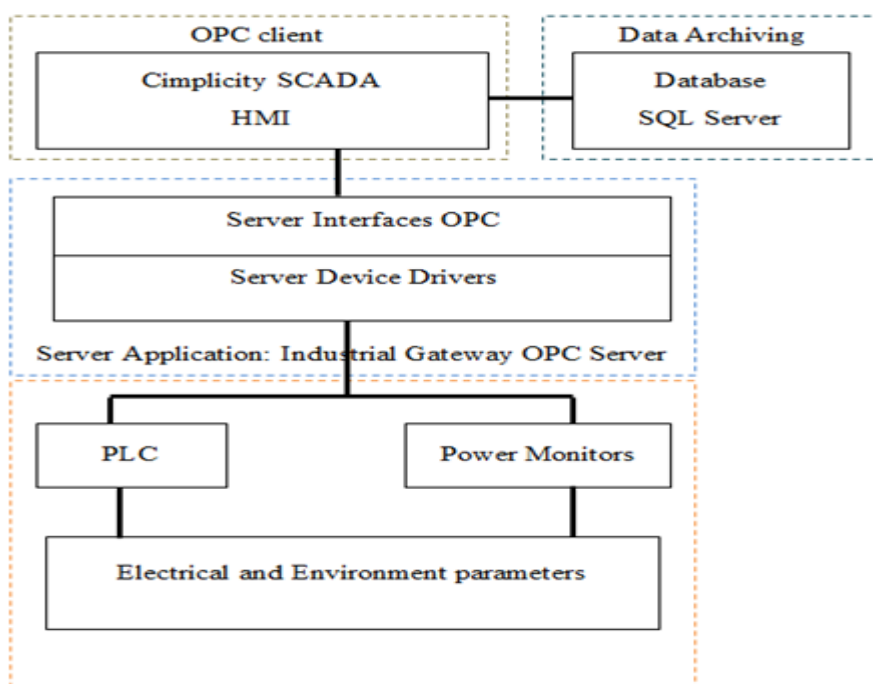 OPC client
Data Archiving
Cimplicity SCADA
HMI
Database
SQL Server
Server Interfaces OPC
Server Device Drivers
Server Application: Industrial Gateway OPC Server
PLC
Power Monitors
Electrical and Environment parameters